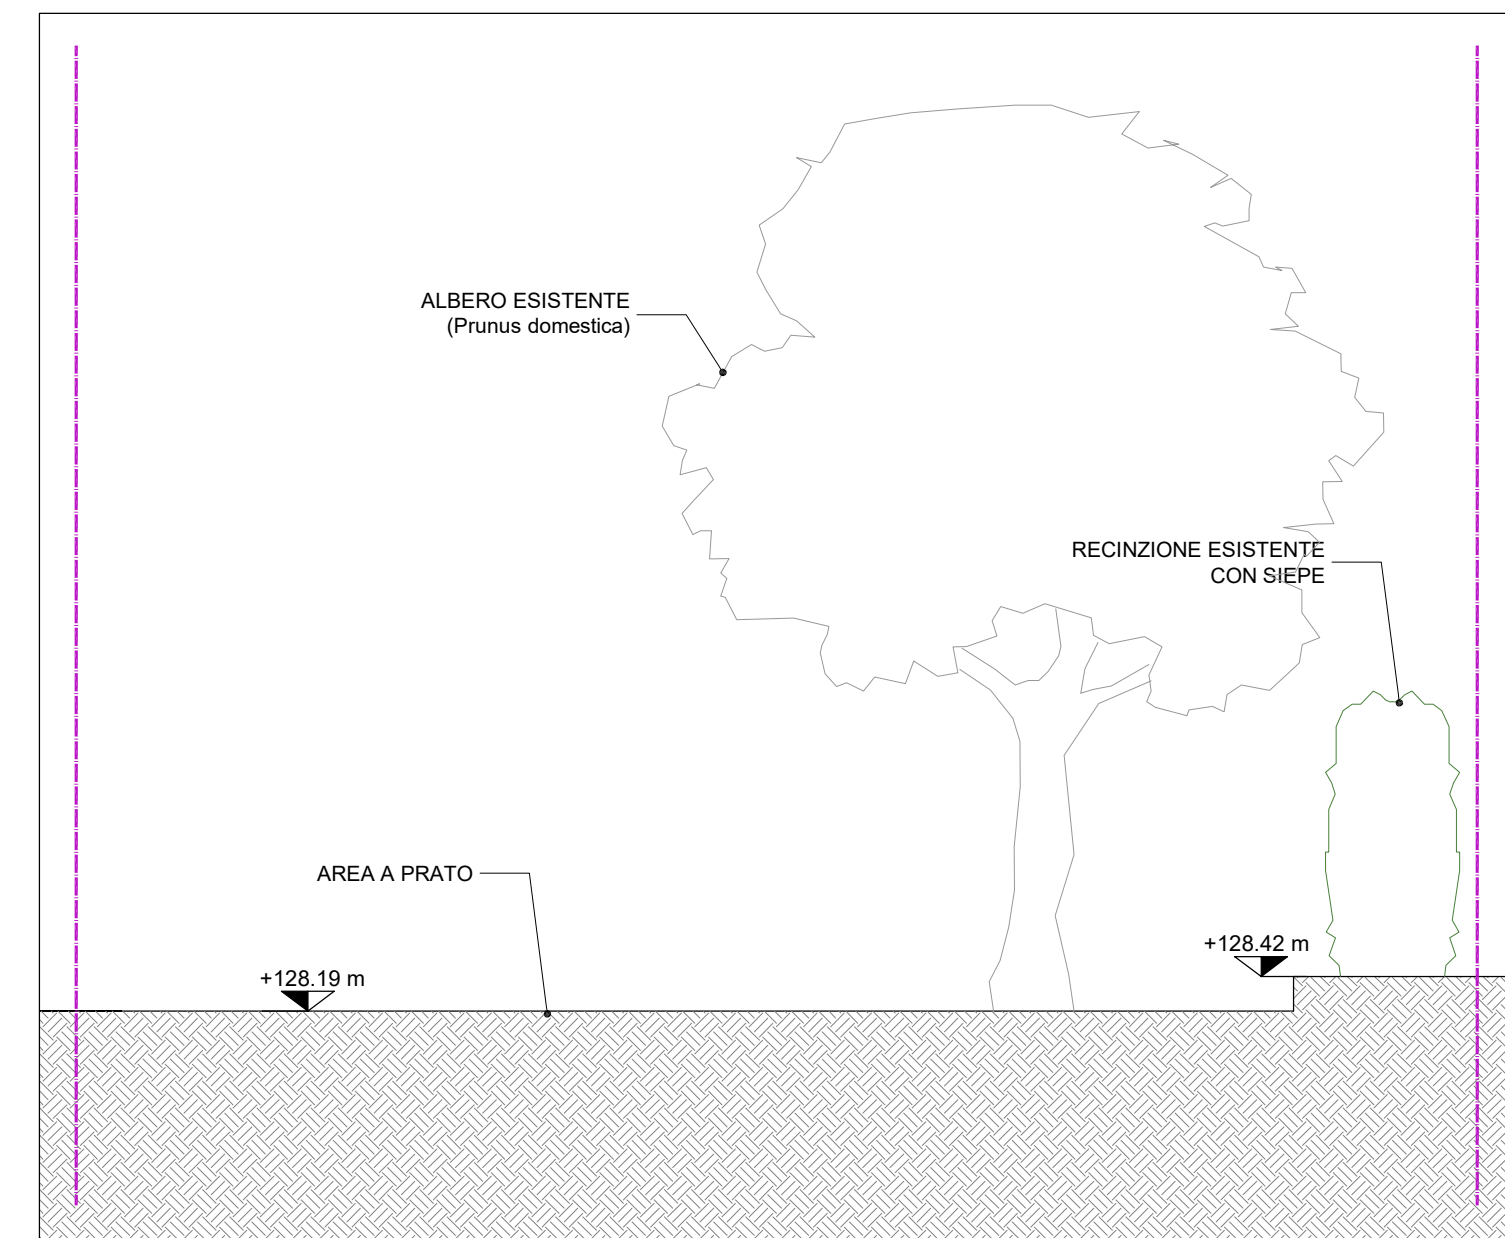 ALBERO ESISTENTE
(Prunus domestica)
RECINZIONE ESISTENTE
CON SIEPE
AREA A PRATO
+128.42 m
+128.19 m